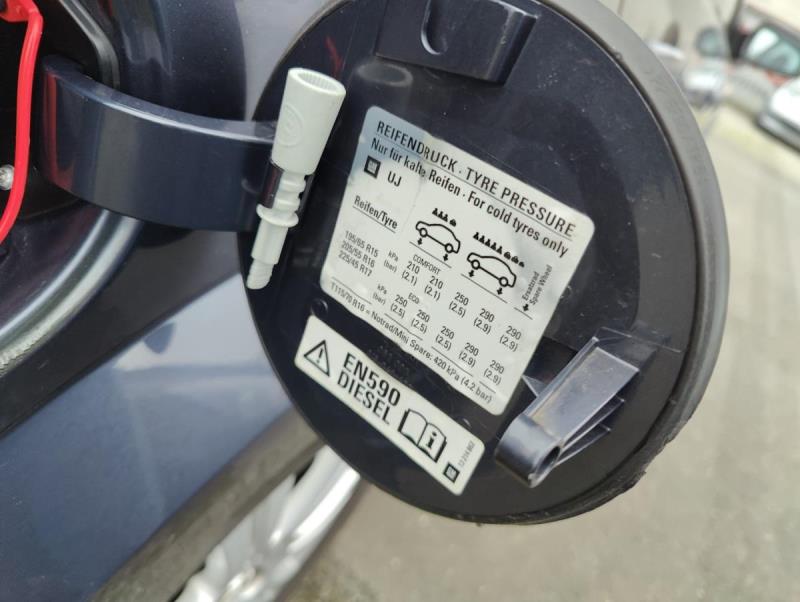 REIFENDRUCK · TYRE PRESSURE
Nur für kalte Reifen · For cold tyres only
GM UJ
Reifen/Tyre
Ersatzrad
Spare Wheel
COMFORT
195/65 R15 kPa 210 210 250 290 290
205/55 R16 (bar) (2.1) (2.1) (2.5) (2.9) (2.9)
225/45 R17
ECO
kPa 250 250 250 290 290
(bar) (2.5) (2.5) (2.5) (2.9) (2.9)
T115/70 R16 = Notrad/Mini Spare: 420 kPa (4.2 bar)
EN590
DIESEL